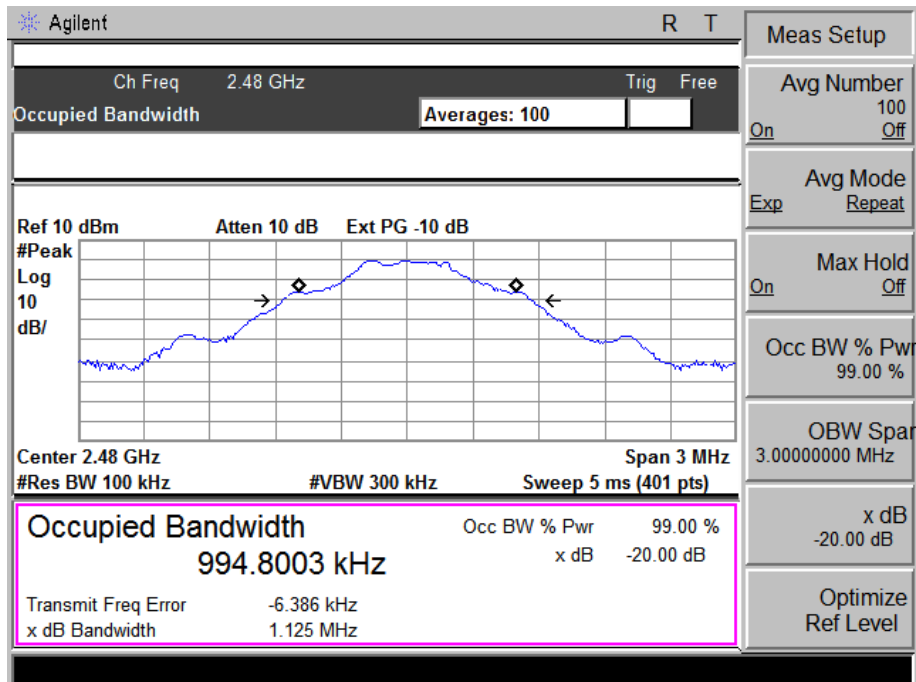 Agilent R T
Meas Setup
Ch Freq 2.48 GHz Trig Free
Occupied Bandwidth Averages: 100
Avg Number
100
On Off
Avg Mode
Exp Repeat
Ref 10 dBm Atten 10 dB Ext PG -10 dB
#Peak
Log
10
dB/
Max Hold
On Off
Occ BW % Pwr
99.00 %
Center 2.48 GHz Span 3 MHz
#Res BW 100 kHz #VBW 300 kHz Sweep 5 ms (401 pts)
OBW Span
3.00000000 MHz
Occupied Bandwidth Occ BW % Pwr 99.00 %
994.8003 kHz x dB -20.00 dB
Transmit Freq Error -6.386 kHz
x dB Bandwidth 1.125 MHz
x dB
-20.00 dB
Optimize
Ref Level